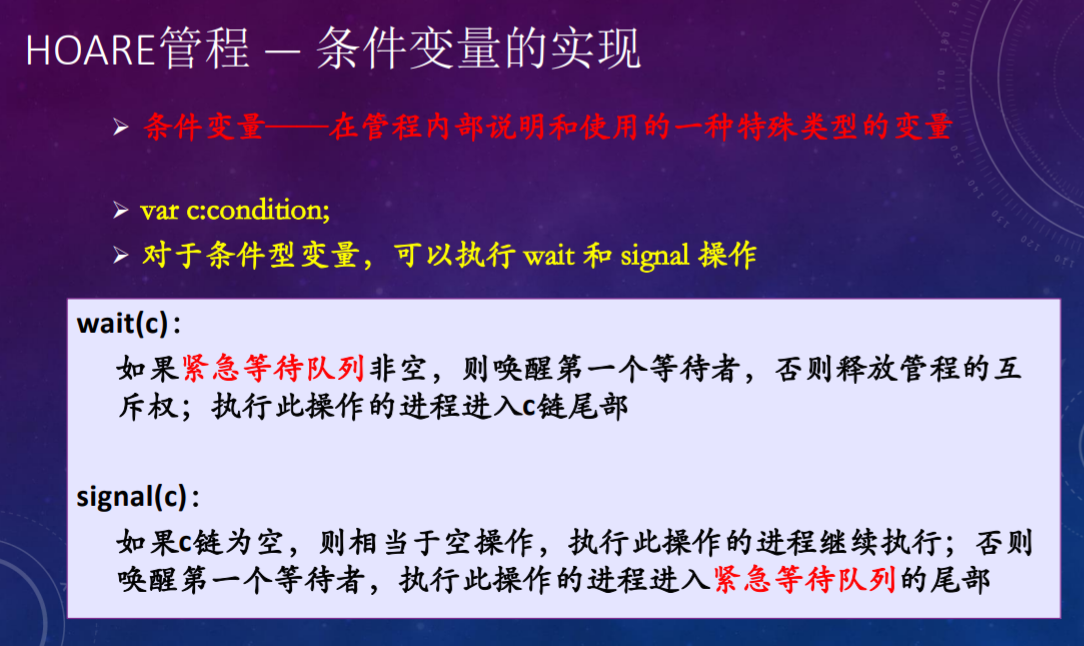 HOARE管程 — 条件变量的实现
条件变量——在管程内部说明和使用的一种特殊类型的变量
var c:condition;
对于条件型变量，可以执行 wait 和 signal 操作
wait(c)：
如果紧急等待队列非空，则唤醒第一个等待者，否则释放管程的互
斥权；执行此操作的进程进入c链尾部
signal(c)：
如果c链为空，则相当于空操作，执行此操作的进程继续执行；否则
唤醒第一个等待者，执行此操作的进程进入紧急等待队列的尾部